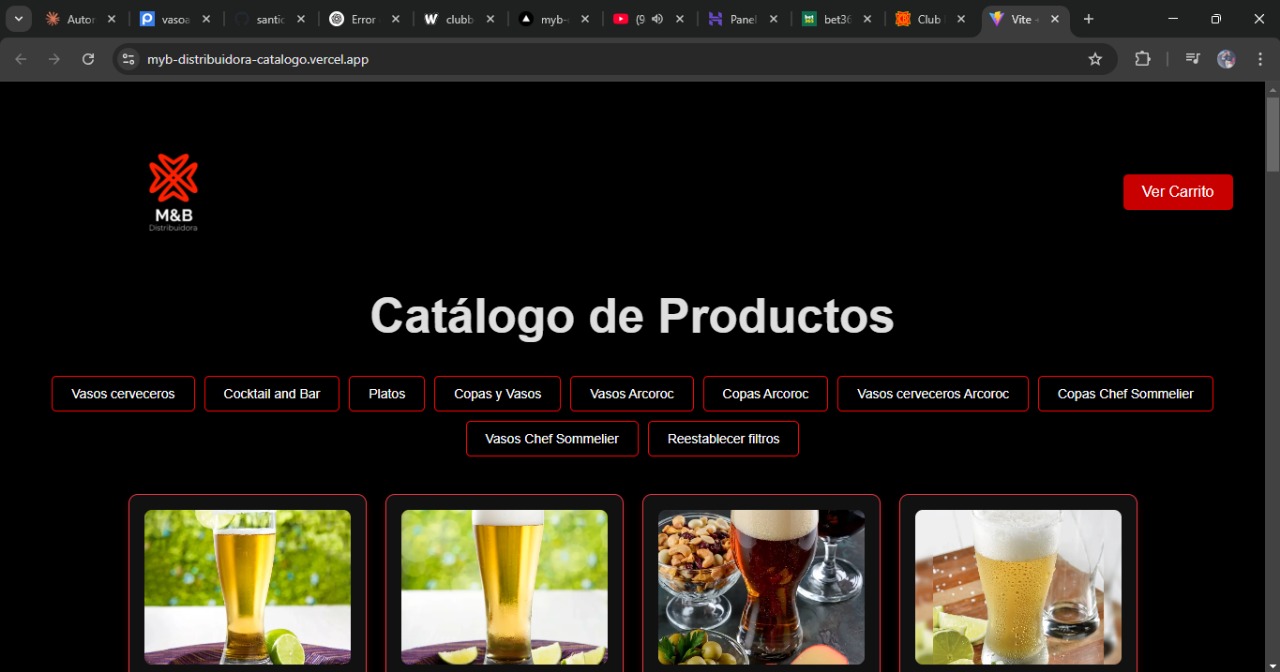 Autor
vasoa
santic
Error
clubb
myb-
(9
Panel
bet36
Club
Vite
myb-distribuidora-catalogo.vercel.app
M&B
Distribuidora
Ver Carrito
Catálogo de Productos
Vasos cerveceros Cocktail and Bar Platos Copas y Vasos Vasos Arcoroc Copas Arcoroc Vasos cerveceros Arcoroc Copas Chef Sommelier
Vasos Chef Sommelier Reestablecer filtros